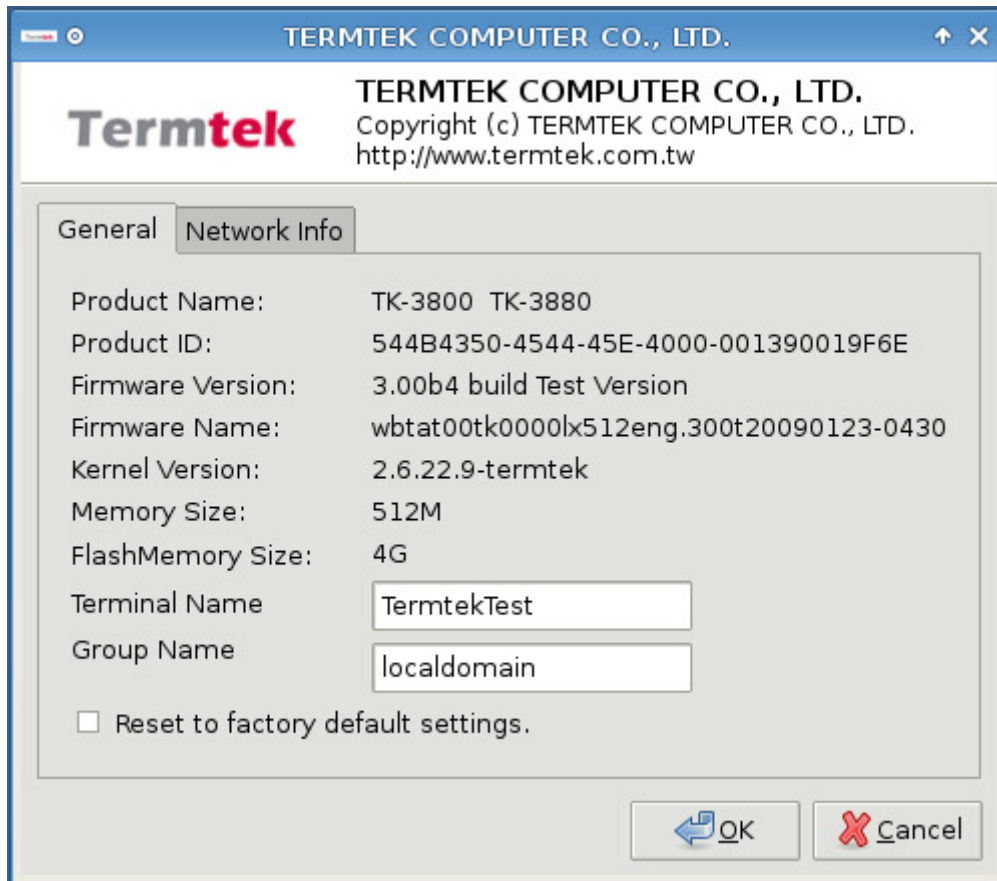 TERMTEK COMPUTER CO., LTD.
Termtek
TERMTEK COMPUTER CO., LTD.
Copyright (c) TERMTEK COMPUTER CO., LTD.
http://www.termtek.com.tw
General Network Info
Product Name: TK-3800 TK-3880
Product ID: 544B4350-4544-45E-4000-001390019F6E
Firmware Version: 3.00b4 build Test Version
Firmware Name: wbtat00tk0000lx512eng.300t20090123-0430
Kernel Version: 2.6.22.9-termtek
Memory Size: 512M
FlashMemory Size: 4G
Terminal Name TermtekTest
Group Name localdomain
Reset to factory default settings.
OK Cancel